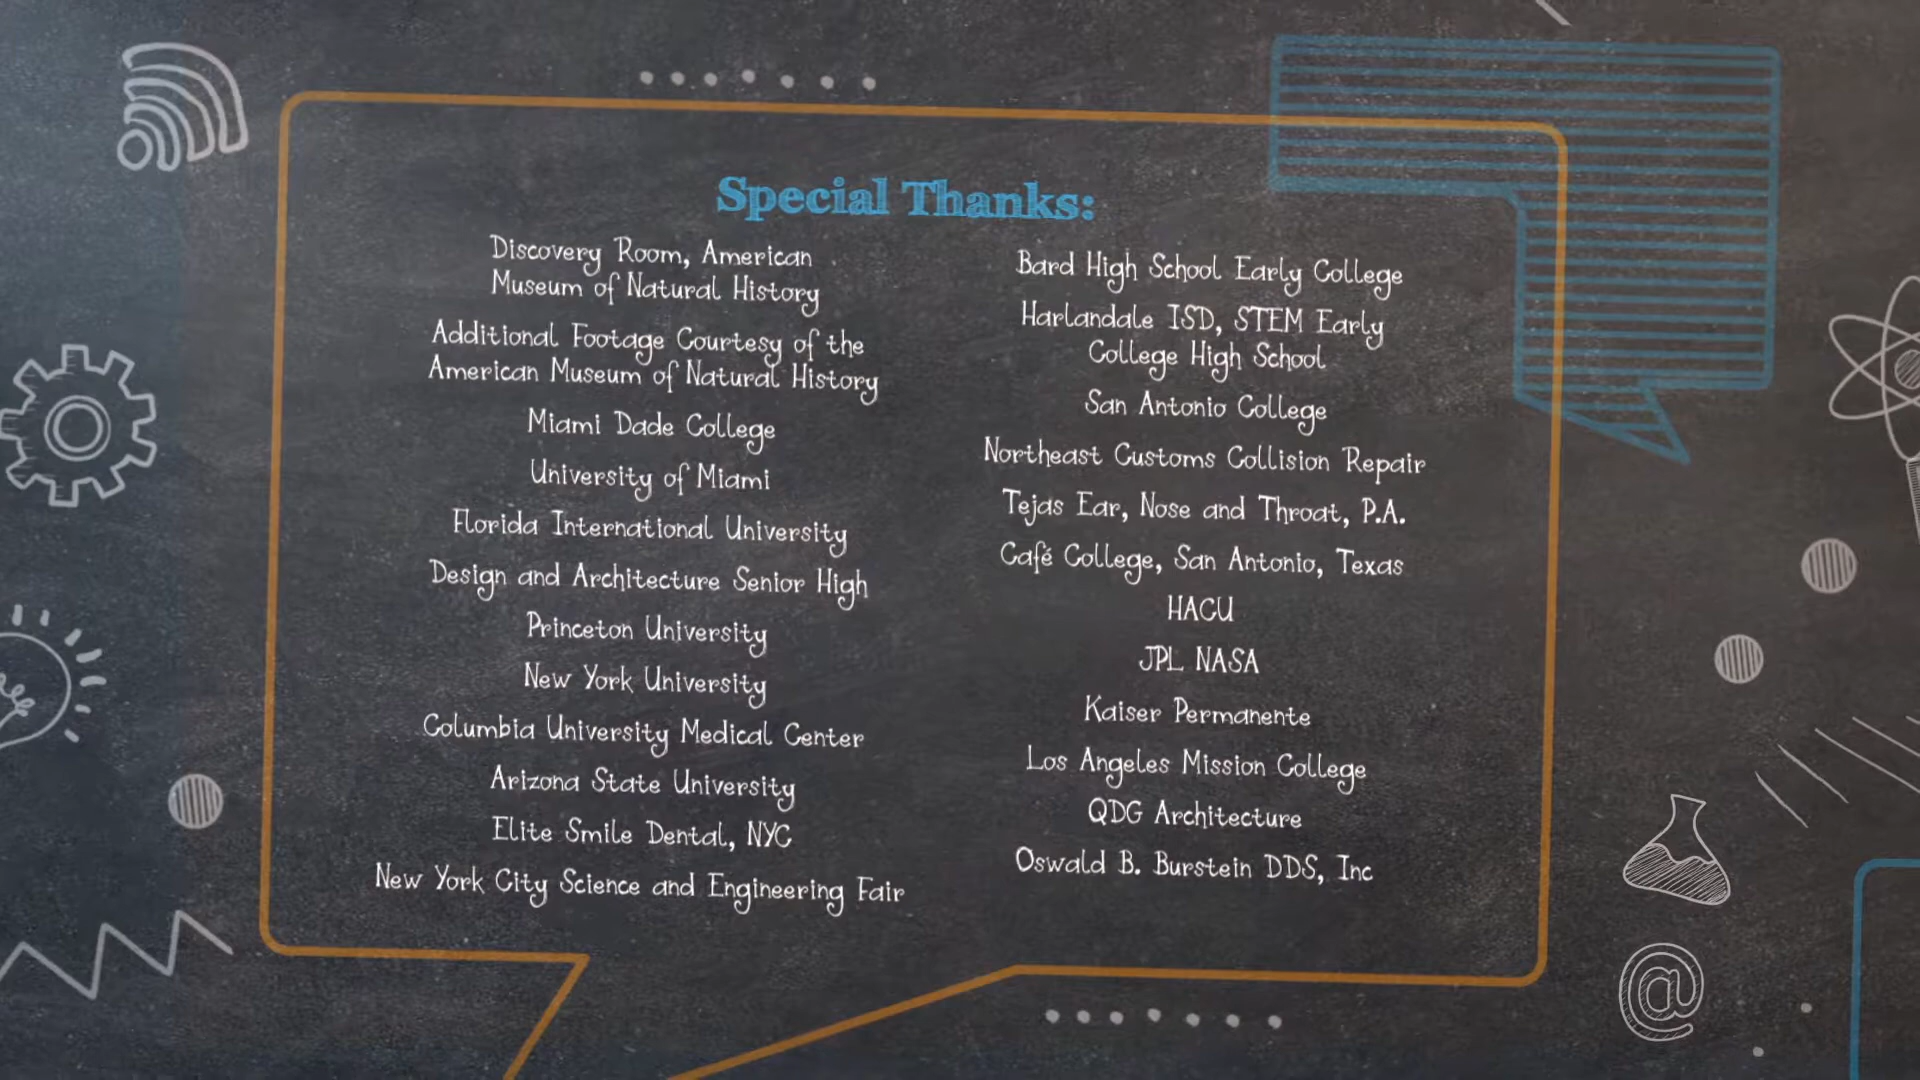 Special Thanks:
Discovery Room, American
Museum of Natural History
Additional Footage Courtesy of the
American Museum of Natural History
Miami Dade College
University of Miami
Florida International University
Design and Architecture Senior High
Princeton University
New York University
Columbia University Medical Center
Arizona State University
Elite Smile Dental, NYC
New York City Science and Engineering Fair
Bard High School Early College
Harlandale ISD, STEM Early
College High School
San Antonio College
Northeast Customs Collision Repair
Tejas Ear, Nose and Throat, P.A.
Café College, San Antonio, Texas
HACU
JPL NASA
Kaiser Permanente
Los Angeles Mission College
QDG Architecture
Oswald B. Burstein DDS, Inc
@